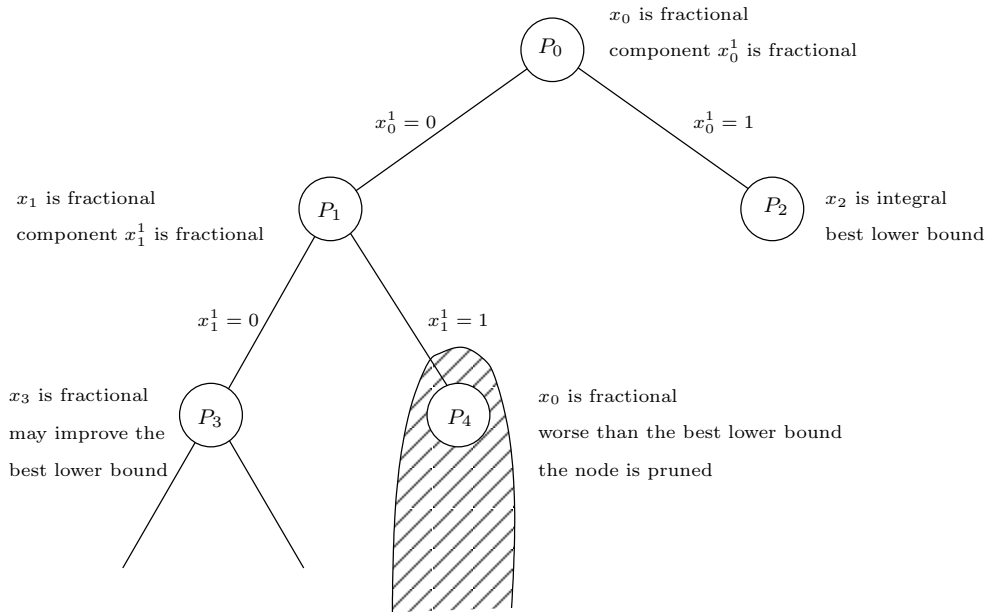 x₀ is fractional
component x₀¹ is fractional
P₀
x₀¹ = 0
x₀¹ = 1
x₁ is fractional
component x₁¹ is fractional
P₁
P₂
x₂ is integral
best lower bound
x₁¹ = 0
x₁¹ = 1
x₃ is fractional
may improve the
best lower bound
P₃
P₄
x₀ is fractional
worse than the best lower bound
the node is pruned